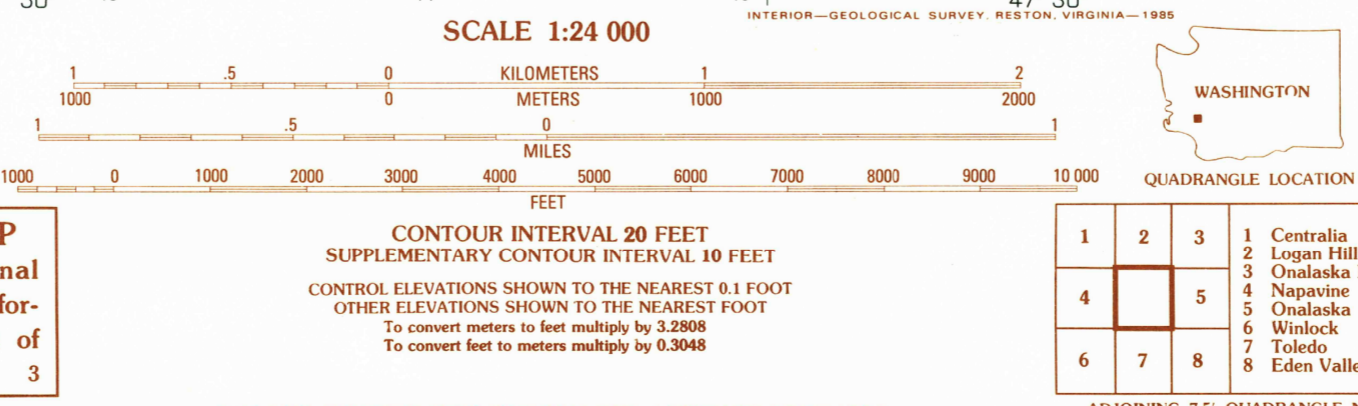 INTERIOR—GEOLOGICAL SURVEY, RESTON, VIRGINIA—1985
SCALE 1:24 000
1 .5 0 KILOMETERS 1 2
1000 0 METERS 1000 2000
1 .5 0 1
MILES
1000 0 1000 2000 3000 4000 5000 6000 7000 8000 9000 10 000
FEET
CONTOUR INTERVAL 20 FEET
SUPPLEMENTARY CONTOUR INTERVAL 10 FEET
CONTROL ELEVATIONS SHOWN TO THE NEAREST 0.1 FOOT
OTHER ELEVATIONS SHOWN TO THE NEAREST FOOT
To convert meters to feet multiply by 3.2808
To convert feet to meters multiply by 0.3048
P
nal
for-
of
3
WASHINGTON
QUADRANGLE LOCATION
1 2 3
4 5
6 7 8
1 Centralia
2 Logan Hill
3 Onalaska
4 Napavine
5 Onalaska
6 Winlock
7 Toledo
8 Eden Valle